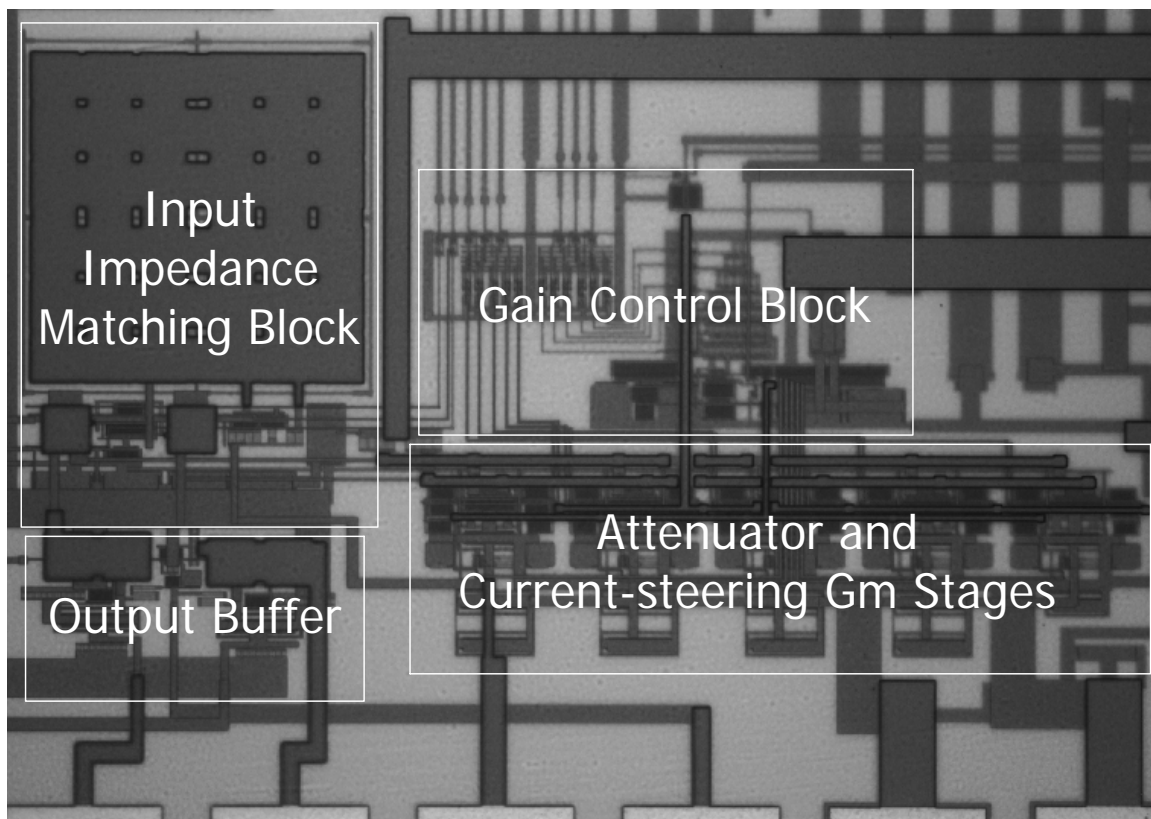 Input
Impedance
Matching Block
Gain Control Block
Attenuator and
Current-steering Gm Stages
Output Buffer